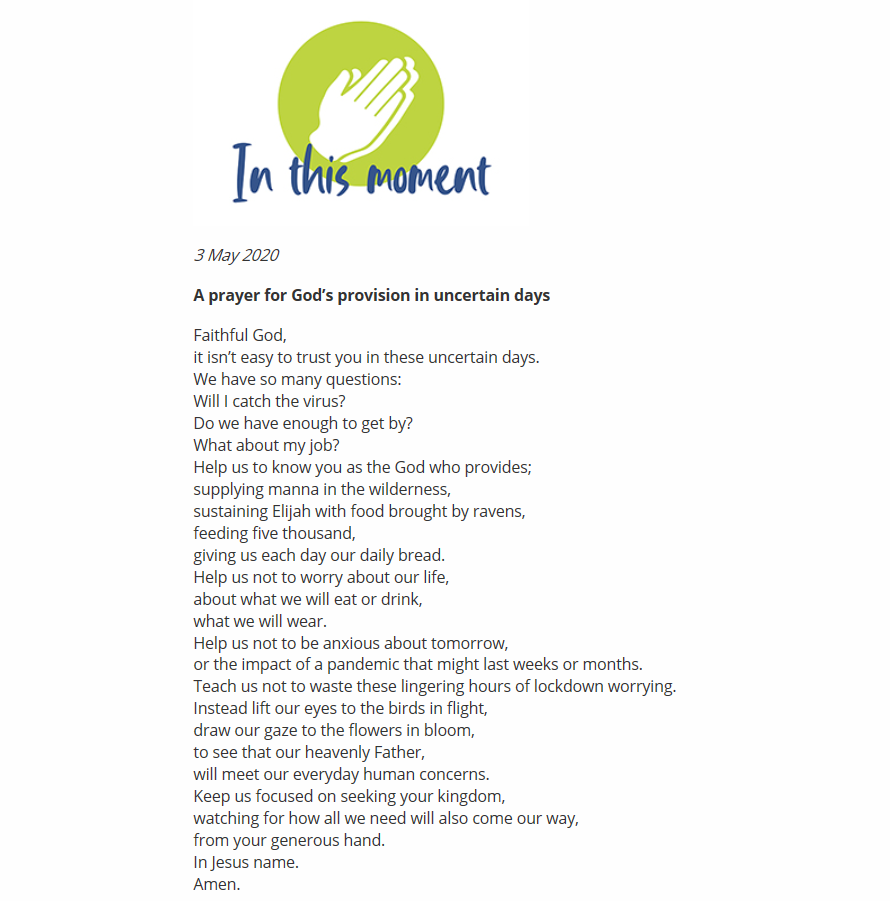 In this moment
3 May 2020
A prayer for God’s provision in uncertain days
Faithful God,
it isn’t easy to trust you in these uncertain days.
We have so many questions:
Will I catch the virus?
Do we have enough to get by?
What about my job?
Help us to know you as the God who provides;
supplying manna in the wilderness,
sustaining Elijah with food brought by ravens,
feeding five thousand,
giving us each day our daily bread.
Help us not to worry about our life,
about what we will eat or drink,
what we will wear.
Help us not to be anxious about tomorrow,
or the impact of a pandemic that might last weeks or months.
Teach us not to waste these lingering hours of lockdown worrying.
Instead lift our eyes to the birds in flight,
draw our gaze to the flowers in bloom,
to see that our heavenly Father,
will meet our everyday human concerns.
Keep us focused on seeking your kingdom,
watching for how all we need will also come our way,
from your generous hand.
In Jesus name.
Amen.